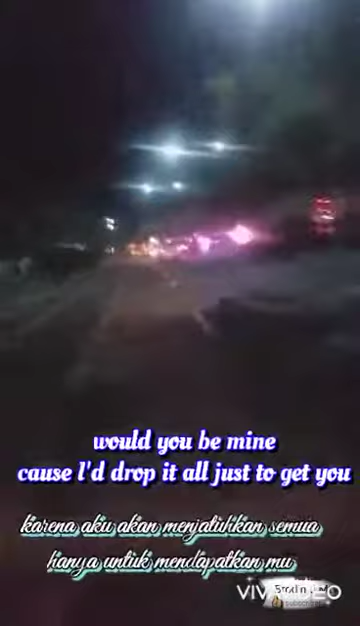 would you be mine
cause I'd drop it all just to get you
karena aku akan menjatuhkan semua
hanya untuk mendapatkan mu
VIVAVIDEO